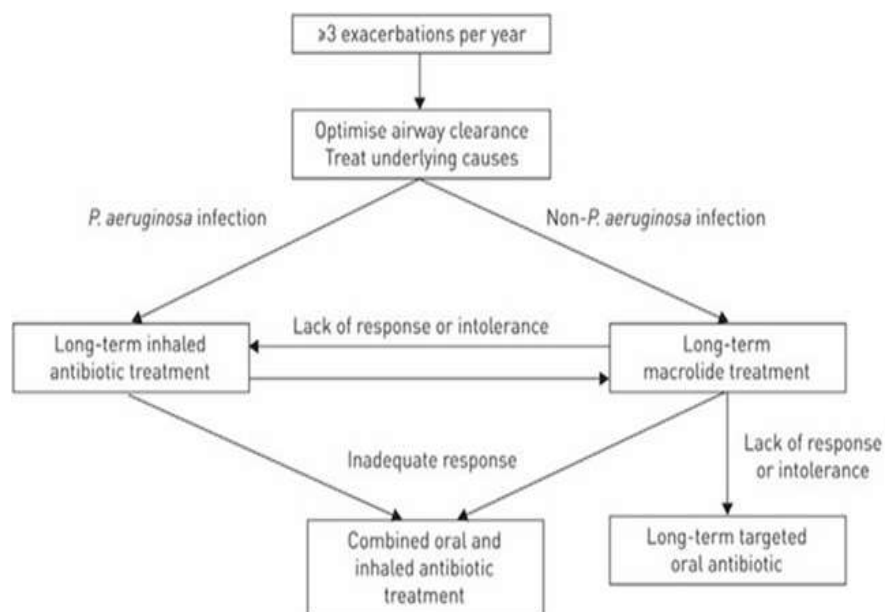 ≥3 exacerbations per year
Optimise airway clearance
Treat underlying causes
P. aeruginosa infection
Non-P. aeruginosa infection
Long-term inhaled
antibiotic treatment
Lack of response or intolerance
Long-term
macrolide treatment
Inadequate response
Lack of response
or intolerance
Combined oral and
inhaled antibiotic
treatment
Long-term targeted
oral antibiotic